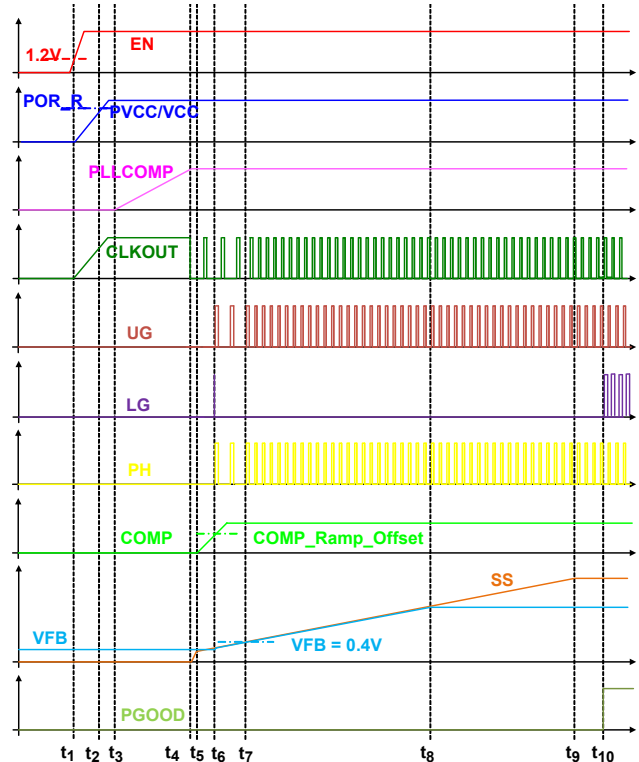 EN
1.2V
POR_R
PVCC/VCC
PLLCOMP
CLKOUT
UG
LG
PH
COMP
COMP_Ramp_Offset
SS
VFB
VFB = 0.4V
PGOOD
t1 t2 t3 t4 t5 t6 t7 t8 t9 t10